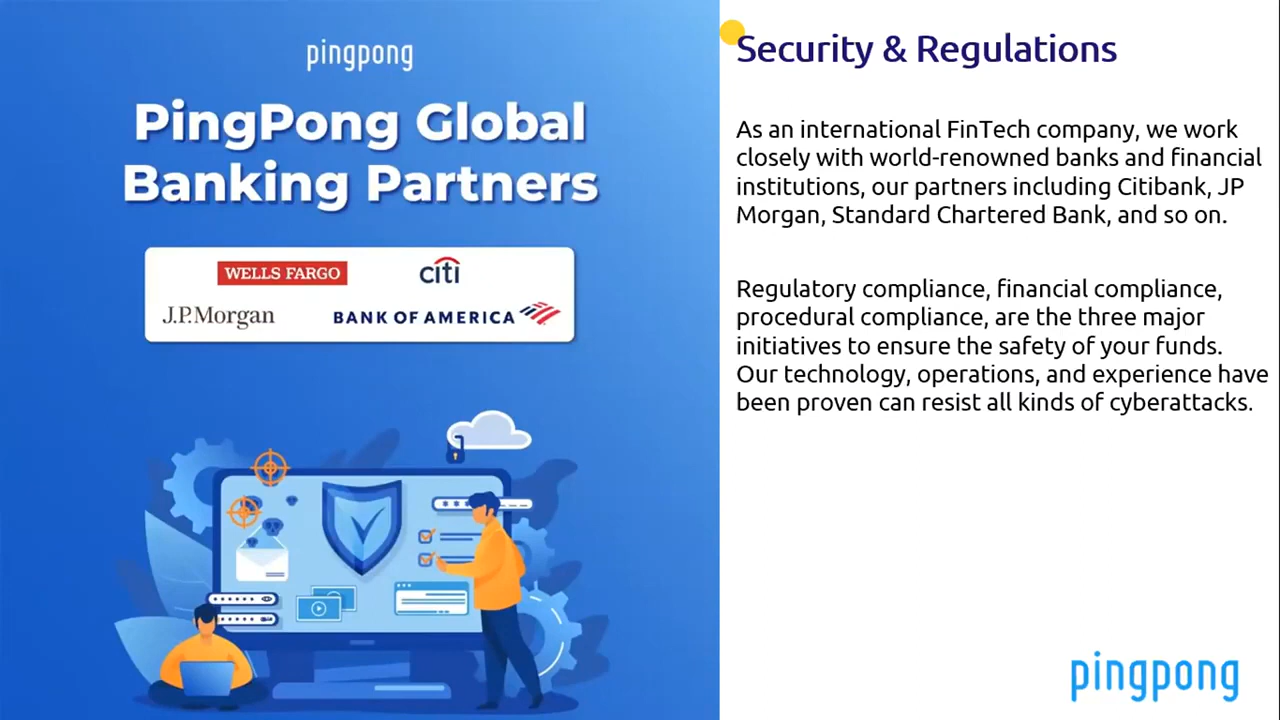 pingpong
PingPong Global
Banking Partners
WELLS FARGO
citi
J.P.Morgan
BANK OF AMERICA
Security & Regulations
As an international FinTech company, we work
closely with world-renowned banks and financial
institutions, our partners including Citibank, JP
Morgan, Standard Chartered Bank, and so on.
Regulatory compliance, financial compliance,
procedural compliance, are the three major
initiatives to ensure the safety of your funds.
Our technology, operations, and experience have
been proven can resist all kinds of cyberattacks.
pingpong